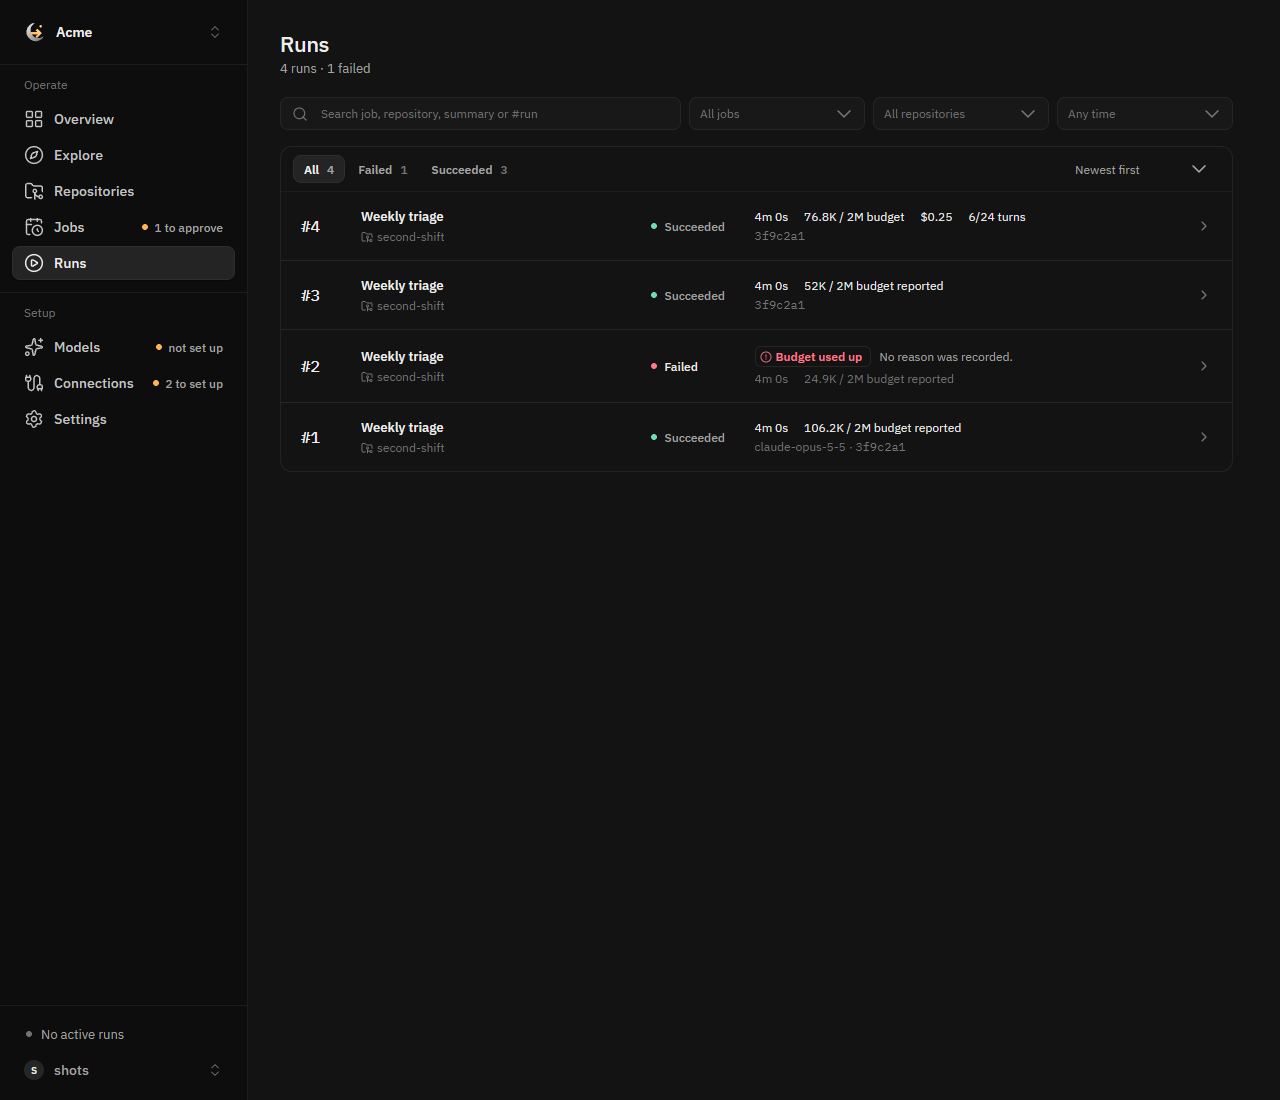 Acme
Operate
Overview
Explore
Repositories
Jobs 1 to approve
Runs
Setup
Models not set up
Connections 2 to set up
Settings
No active runs
S shots
Runs
4 runs · 1 failed
Search job, repository, summary or #run
All jobs
All repositories
Any time
All 4 Failed 1 Succeeded 3
Newest first
#4 Weekly triage Succeeded 4m 0s 76.8K / 2M budget $0.25 6/24 turns
second-shift 3f9c2a1
#3 Weekly triage Succeeded 4m 0s 52K / 2M budget reported
second-shift 3f9c2a1
#2 Weekly triage Failed Budget used up No reason was recorded.
second-shift 4m 0s 24.9K / 2M budget reported
#1 Weekly triage Succeeded 4m 0s 106.2K / 2M budget reported
second-shift claude-opus-5-5 · 3f9c2a1